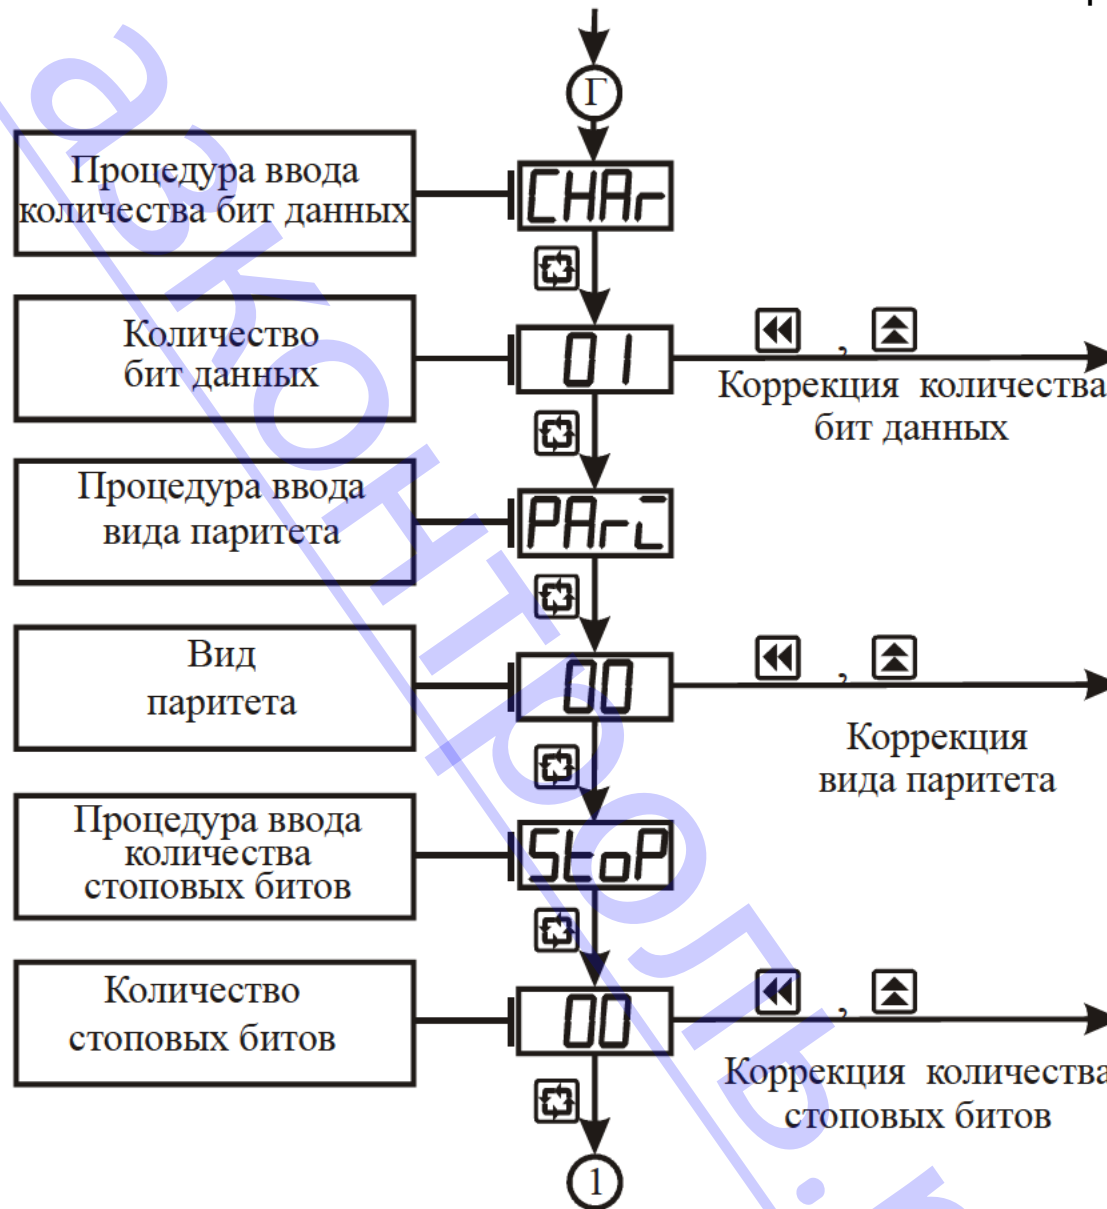 Г
Процедура ввода
количества бит данных
CHAr
Количество
бит данных
01
,
Коррекция количества
бит данных
Процедура ввода
вида паритета
PAri
Вид
паритета
00
,
Коррекция
вида паритета
Процедура ввода
количества
стоповых битов
StoP
Количество
стоповых битов
00
,
Коррекция количества
стоповых битов
1
азконтроль.